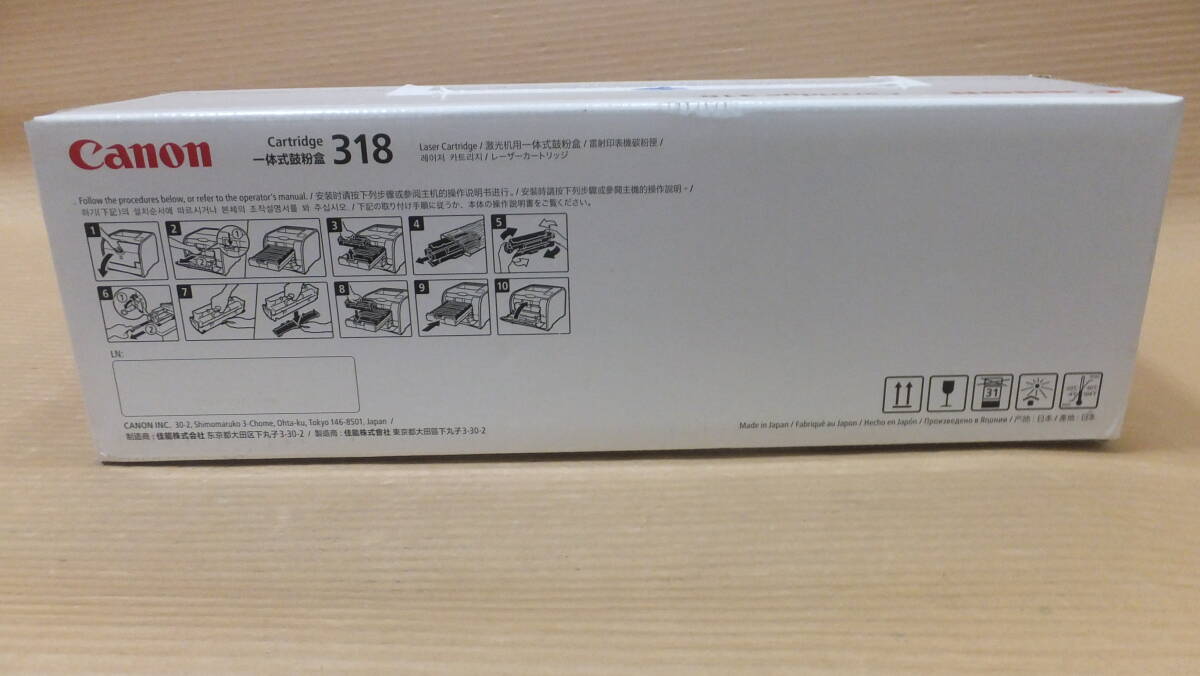 Canon
Cartridge
一体式鼓粉盒 318
Laser Cartridge / 激光机用一体式鼓粉盒 / 雷射印表機碳粉匣 /
레이저 카트리지 / レーザーカートリッジ
Follow the procedures below, or refer to the operator's manual. / 安装时请按下列步骤或参阅主机的操作说明书进行。/ 安裝時請按下列步驟或參閱主機的操作說明。/
하기(下記)의 설치순서에 따르시거나 본체의 조작설명서를 봐 주십시오. / 下記の取り付け手順に従うか、本体の操作説明書をご覧ください。
1 2 3 4 5
6 7 8 9 10
LN:
31
CANON INC. 30-2, Shimomaruko 3-Chome, Ohta-ku, Tokyo 146-8501, Japan /
制造商 : 佳能株式会社 东京都大田区下丸子3-30-2 / 製造商 : 佳能株式會社 東京都大田區下丸子3-30-2
Made in Japan / Fabriqué au Japon / Hecho en Japón / Произведено в Японии / 产地 : 日本 / 產地 : 日本